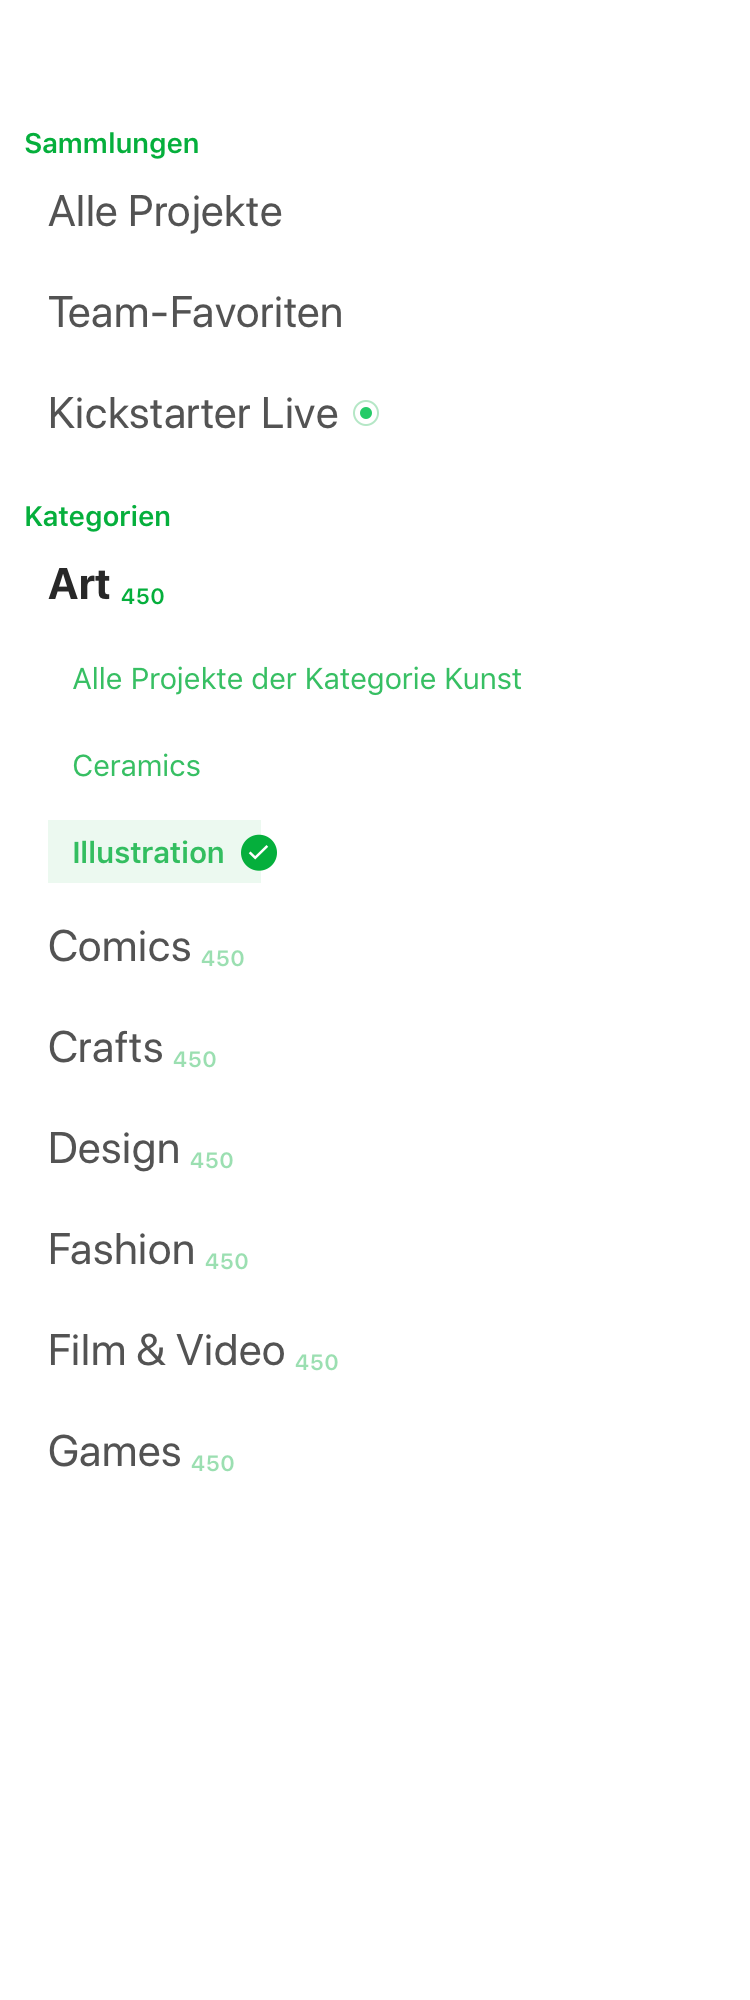 Sammlungen
Alle Projekte
Team-Favoriten
Kickstarter Live
Kategorien
Art 450
Alle Projekte der Kategorie Kunst
Ceramics
Illustration
Comics 450
Crafts 450
Design 450
Fashion 450
Film & Video 450
Games 450